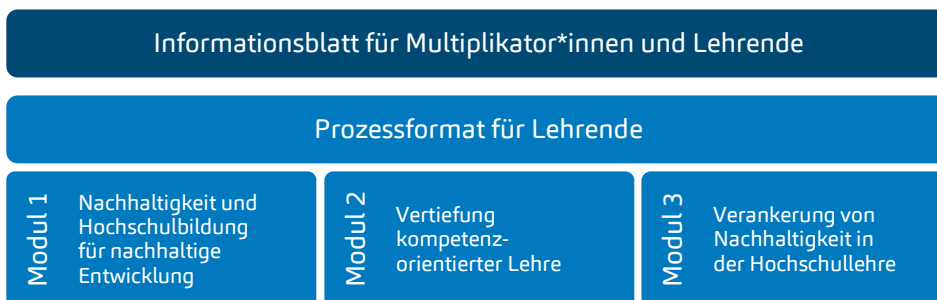 Informationsblatt für Multiplikator*innen und Lehrende
Prozessformat für Lehrende
Modul 1
Nachhaltigkeit und
Hochschulbildung
für nachhaltige
Entwicklung
Modul 2
Vertiefung
kompetenz-
orientierter Lehre
Modul 3
Verankerung von
Nachhaltigkeit in
der Hochschullehre